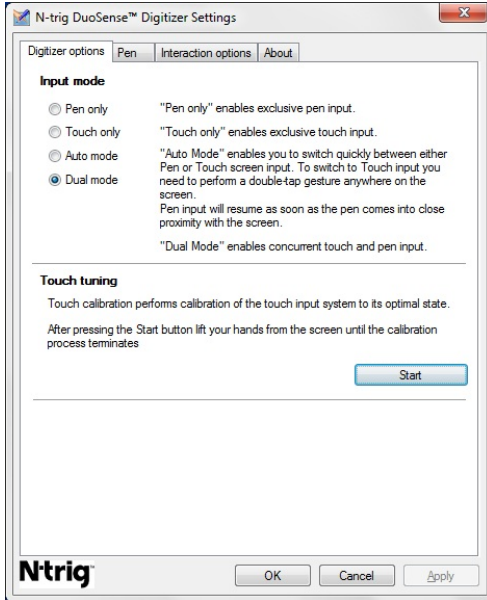 N-trig DuoSense™ Digitizer Settings
Digitizer options Pen Interaction options About
Input mode
Pen only "Pen only" enables exclusive pen input.
Touch only "Touch only" enables exclusive touch input.
Auto mode "Auto Mode" enables you to switch quickly between either
Pen or Touch screen input. To switch to Touch input you
Dual mode need to perform a double-tap gesture anywhere on the
screen.
Pen input will resume as soon as the pen comes into close
proximity with the screen.
"Dual Mode" enables concurrent touch and pen input.
Touch tuning
Touch calibration performs calibration of the touch input system to its optimal state.
After pressing the Start button lift your hands from the screen until the calibration
process terminates
Start
N-trig™ OK Cancel Apply